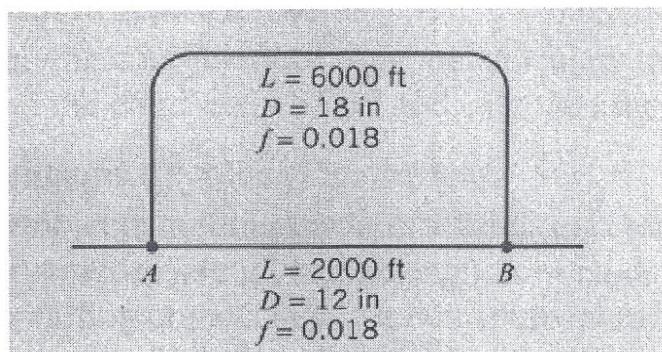 L = 6000 ft
D = 18 in
f = 0.018
A
L = 2000 ft
B
D = 12 in
f = 0.018